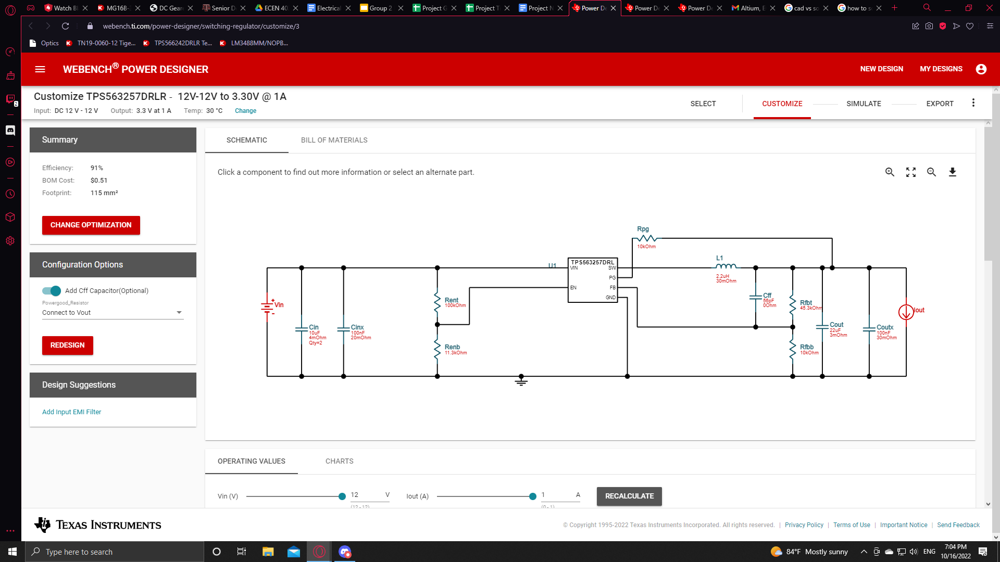 Watch B
MG16B-
DC Gear
Senior D
ECEN 40
Electrical
Group 2
Project G
Project T
Project N
Power De
Power De
Power De
Altium, E
cad vs so
how to s
webench.ti.com/power-designer/switching-regulator/customize/3
Optics
TN19-0060-12 Tige...
TPS566242DRLR Te...
LM3488MM/NOPB...
2
WEBENCH® POWER DESIGNER
NEW DESIGN
MY DESIGNS
Customize TPS563257DRLR - 12V-12V to 3.30V @ 1A
Input: DC 12 V - 12 V Output: 3.3 V at 1 A Temp: 30 °C Change
SELECT
CUSTOMIZE
SIMULATE
EXPORT
Summary
Efficiency: 91%
BOM Cost: $0.51
Footprint: 115 mm²
CHANGE OPTIMIZATION
Configuration Options
Add Cff Capacitor(Optional)
Powergood_Resistor
Connect to Vout
REDESIGN
Design Suggestions
Add Input EMI Filter
SCHEMATIC
BILL OF MATERIALS
Click a component to find out more information or select an alternate part.
Rpg
10kOhm
U1
TPS563257DRL
VIN
SW
PG
EN
FB
GND
L1
2.2uH
30mOhm
Vin
Cin
10uF
4mOhm
Qty=2
Cinx
100nF
20mOhm
Rent
100kOhm
Renb
11.3kOhm
Cff
56pF
0Ohm
Rfbt
45.3kOhm
Rfbb
10kOhm
Cout
22uF
3mOhm
Coutx
100nF
30mOhm
Iout
OPERATING VALUES
CHARTS
Vin (V)
12 V
(12 - 12)
Iout (A)
1 A
(0 - 1)
RECALCULATE
TEXAS INSTRUMENTS
© Copyright 1995-2022 Texas Instruments Incorporated. All rights reserved. | Privacy Policy | Terms of Use | Important Notice | Send Feedback
Type here to search
84°F Mostly sunny
ENG
7:04 PM
10/16/2022